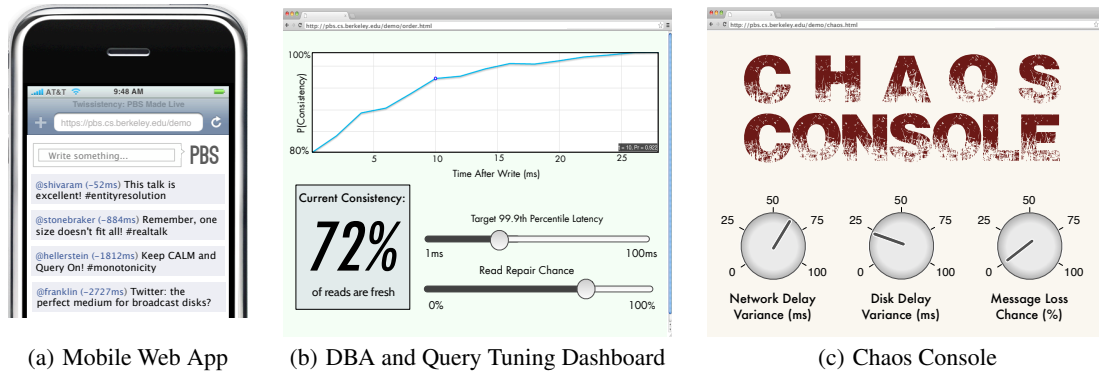 AT&T 9:48 AM
Twissistency: PBS Made Live
https://pbs.cs.berkeley.edu/demo
Write something...
PBS
@shivaram (-52ms) This talk is
excellent! #entityresolution
@stonebraker (-884ms) Remember, one
size doesn't fit all! #realtalk
@hellerstein (-1812ms) Keep CALM and
Query On! #monotonicity
@franklin (-2727ms) Twitter: the
perfect medium for broadcast disks?
(a) Mobile Web App
http://pbs.cs.berkeley.edu/demo/order.html
100%
P(Consistency)
80%
5 10 15 20 25
t = 10, Pr = 0.922
Time After Write (ms)
Current Consistency:
72%
of reads are fresh
Target 99.9th Percentile Latency
1ms 100ms
Read Repair Chance
0% 100%
(b) DBA and Query Tuning Dashboard
http://pbs.cs.berkeley.edu/demo/chaos.html
CHAOS
CONSOLE
0 25 50 75 100
Network Delay
Variance (ms)
0 25 50 75 100
Disk Delay
Variance (ms)
0 25 50 75 100
Message Loss
Chance (%)
(c) Chaos Console